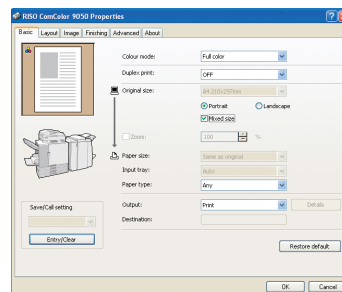 RISO ComColor 9050 Properties
Basic Layout Image Finishing Advanced About
Colour mode: Full color
Duplex print: OFF
Original size: A4 210x297mm
Portrait Landscape
Mixed size
Zoom: 100 %
Paper size: Same as original
Input tray: Auto
Paper type: Any
Save/Call setting
Output: Print Details
Destination:
Entry/Clear
Restore default
OK Cancel